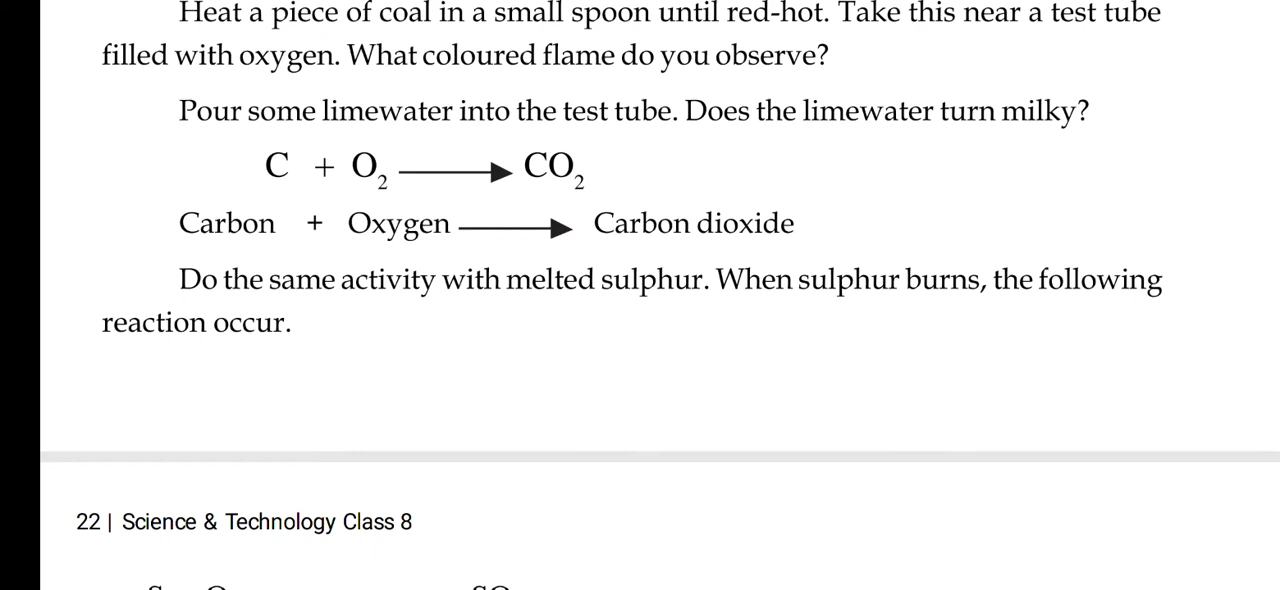 Heat a piece of coal in a small spoon until red-hot. Take this near a test tube
filled with oxygen. What coloured flame do you observe?
Pour some limewater into the test tube. Does the limewater turn milky?
C + O₂ ⟶ CO₂
Carbon + Oxygen ⟶ Carbon dioxide
Do the same activity with melted sulphur. When sulphur burns, the following
reaction occur.
22 | Science & Technology Class 8